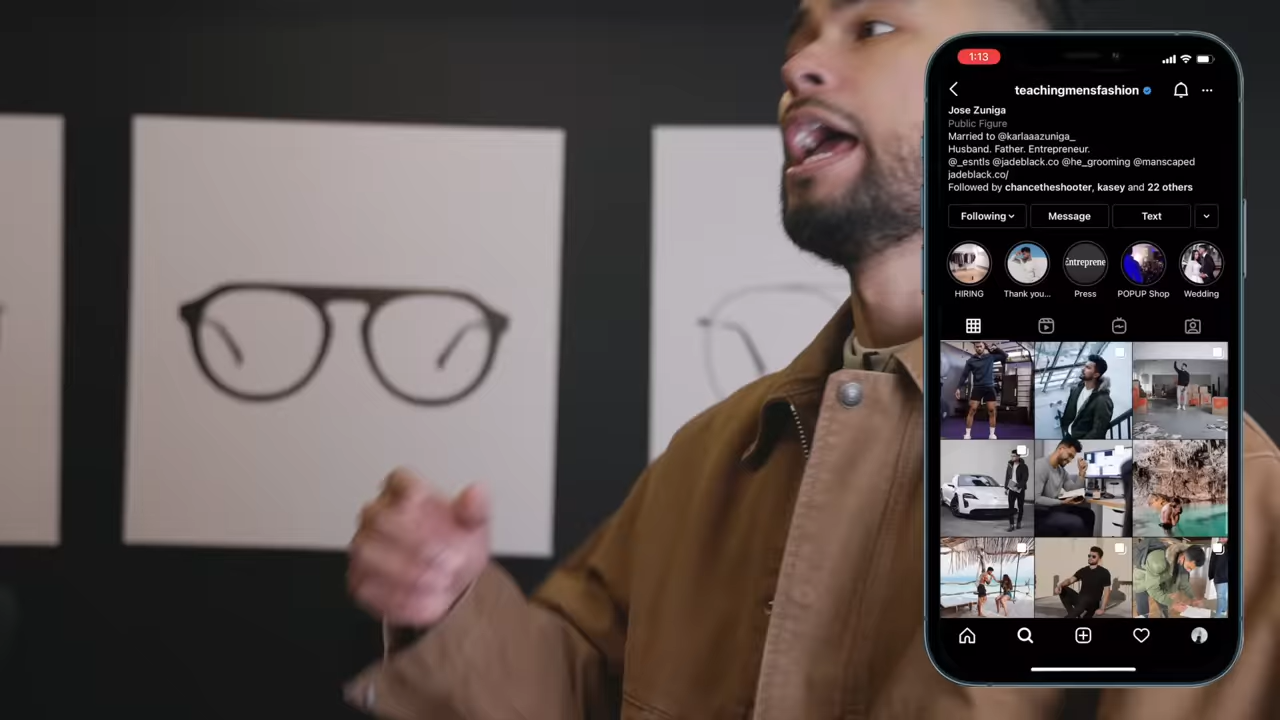 1:13
teachingmensfashion
Jose Zuniga
Public Figure
Married to @karlaaazuniga_
Husband. Father. Entrepreneur.
@_esntls @jadeblack.co @he_grooming @manscaped
jadeblack.co/
Followed by chancetheshooter, kasey and 22 others
Following Message Text
Entreprene
HIRING Thank you... Press POPUP Shop Wedding